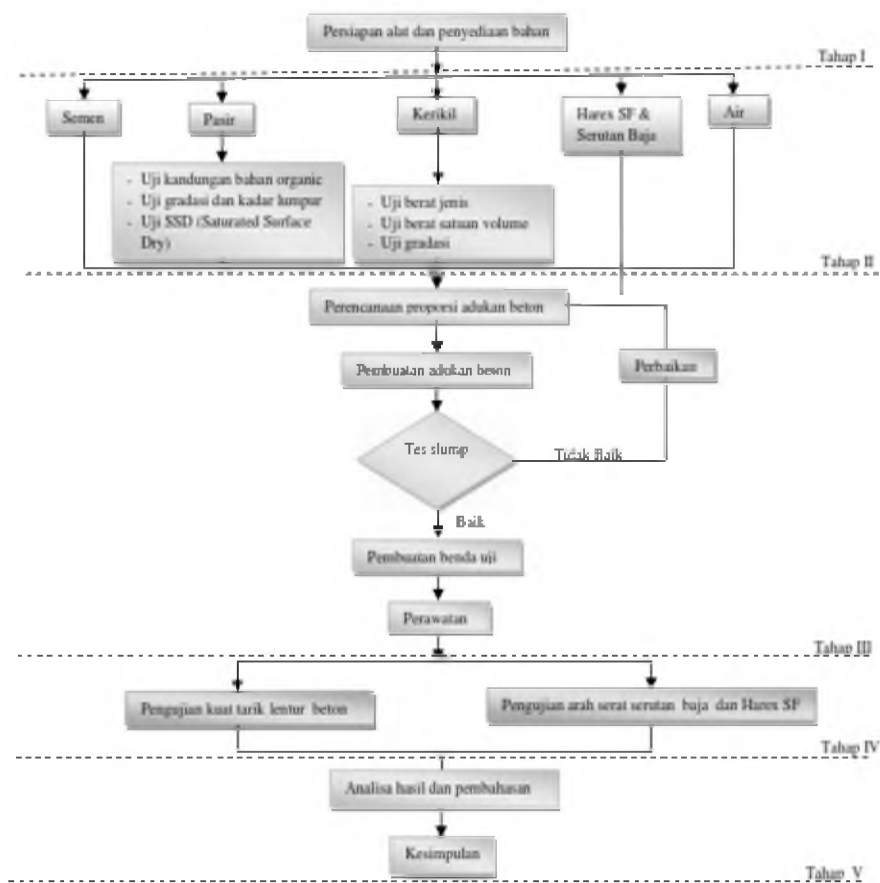 Persiapan alat dan penyediaan bahan
Tahap I
Semen
Pasir
Kerikil
Harex SF &
Serutan Baja
Air
- Uji kandungan bahan organic
- Uji gradasi dan kadar lumpur
- Uji SSD (Saturated Surface
Dry)
- Uji berat jenis
- Uji berat satuan volume
- Uji gradasi
Tahap II
Perencanaan proporsi adukan beton
Pembuatan adukan beton
Perbaikan
Tes slump
Tidak Baik
Baik
Pembuatan benda uji
Perawatan
Tahap III
Pengujian kuat tarik lentur beton
Pengujian arah serat serutan baja dan Harex SF
Tahap IV
Analisa hasil dan pembahasan
Kesimpulan
Tahap V